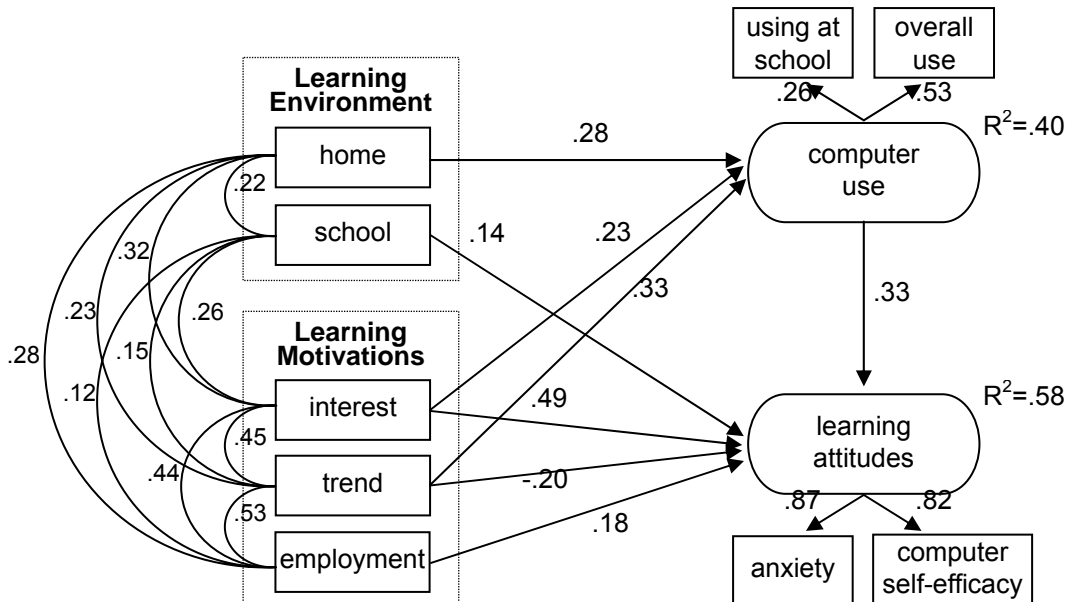 using at
school
overall
use
.26
.53
R²=.40
Learning
Environment
home
.28
computer
use
.22
school
.14
.23
.32
.26
.33
.33
.23
.28
.15
.12
Learning
Motivations
interest
.49
R²=.58
learning
attitudes
.45
.44
trend
-.20
.53
.18
employment
.87
.82
anxiety
computer
self-efficacy